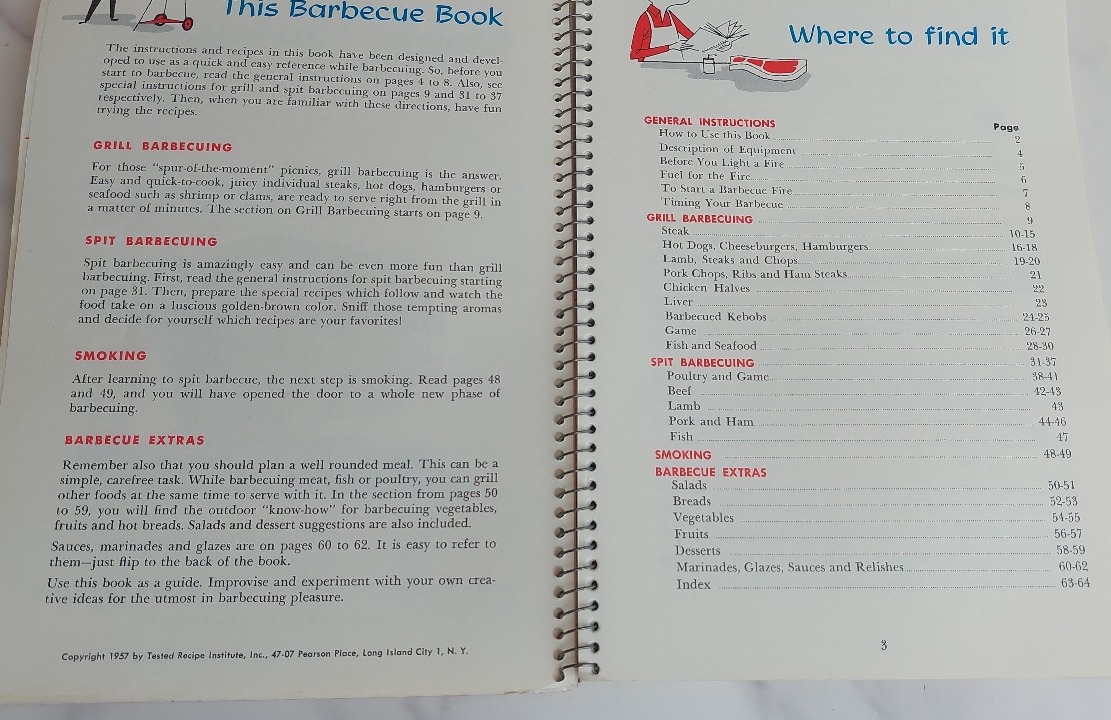 This Barbecue Book
The instructions and recipes in this book have been designed and devel-
oped to use as a quick and easy reference while barbecuing. So, before you
start to barbecue, read the general instructions on pages 4 to 8. Also, see
special instructions for grill and spit barbecuing on pages 9 and 31 to 37
respectively. Then, when you are familiar with these directions, have fun
trying the recipes.
GRILL BARBECUING
For those "spur-of-the-moment" picnics, grill barbecuing is the answer.
Easy and quick-to-cook, juicy individual steaks, hot dogs, hamburgers or
seafood such as shrimp or clams, are ready to serve right from the grill in
a matter of minutes. The section on Grill Barbecuing starts on page 9.
SPIT BARBECUING
Spit barbecuing is amazingly easy and can be even more fun than grill
barbecuing. First, read the general instructions for spit barbecuing starting
on page 31. Then, prepare the special recipes which follow and watch the
food take on a luscious golden-brown color. Sniff those tempting aromas
and decide for yourself which recipes are your favorites!
SMOKING
After learning to spit barbecue, the next step is smoking. Read pages 48
and 49, and you will have opened the door to a whole new phase of
barbecuing.
BARBECUE EXTRAS
Remember also that you should plan a well rounded meal. This can be a
simple, carefree task. While barbecuing meat, fish or poultry, you can grill
other foods at the same time to serve with it. In the section from pages 50
to 59, you will find the outdoor "know-how" for barbecuing vegetables,
fruits and hot breads. Salads and dessert suggestions are also included.
Sauces, marinades and glazes are on pages 60 to 62. It is easy to refer to
them—just flip to the back of the book.
Use this book as a guide. Improvise and experiment with your own crea-
tive ideas for the utmost in barbecuing pleasure.
Copyright 1957 by Tested Recipe Institute, Inc., 47-07 Pearson Place, Long Island City 1, N. Y.
Where to find it
Page
GENERAL INSTRUCTIONS
How to Use this Book 2
Description of Equipment 4
Before You Light a Fire 5
Fuel for the Fire 6
To Start a Barbecue Fire 7
Timing Your Barbecue 8
GRILL BARBECUING 9
Steak 10-15
Hot Dogs, Cheeseburgers, Hamburgers 16-18
Lamb, Steaks and Chops 19-20
Pork Chops, Ribs and Ham Steaks 21
Chicken Halves 22
Liver 23
Barbecued Kebobs 24-25
Game 26-27
Fish and Seafood 28-30
SPIT BARBECUING 31-37
Poultry and Game 38-41
Beef 42-43
Lamb 43
Pork and Ham 44-46
Fish 47
SMOKING 48-49
BARBECUE EXTRAS
Salads 50-51
Breads 52-53
Vegetables 54-55
Fruits 56-57
Desserts 58-59
Marinades, Glazes, Sauces and Relishes 60-62
Index 63-64
3